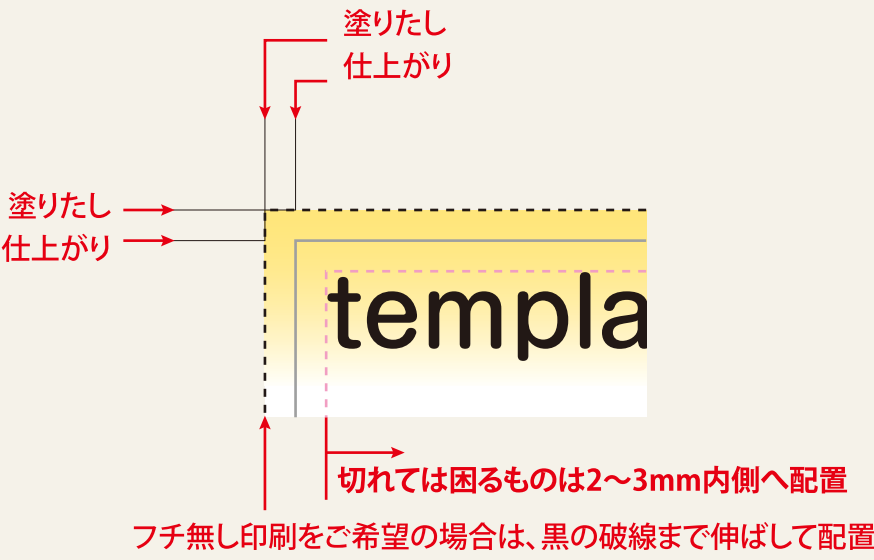 塗りたし
仕上がり
塗りたし
仕上がり
templa
切れては困るものは2〜3mm内側へ配置
フチ無し印刷をご希望の場合は、黒の破線まで伸ばして配置